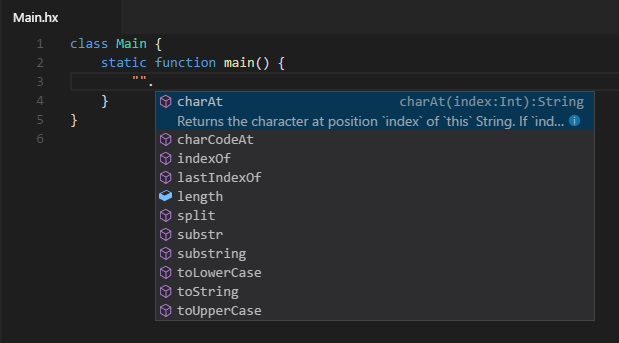 Main.hx
1 class Main {
2 static function main() {
3 "".
4 }
5 }
6
charAt charAt(index:Int):String
Returns the character at position `index` of `this` String. If `ind...
charCodeAt
indexOf
lastIndexOf
length
split
substr
substring
toLowerCase
toString
toUpperCase